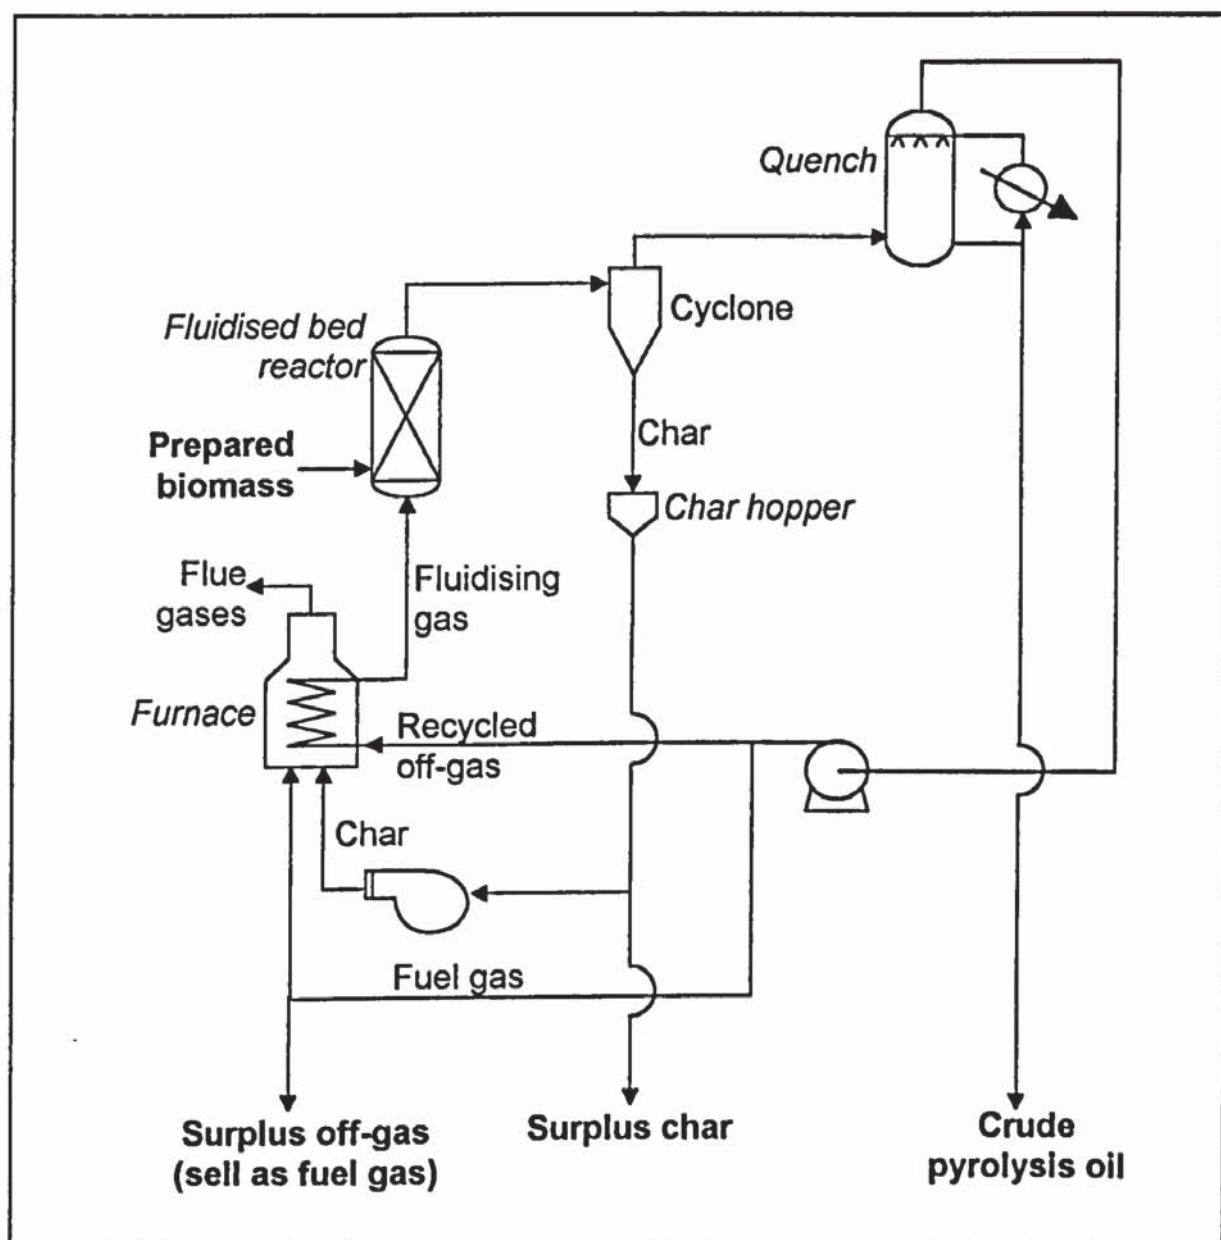 Quench
Cyclone
Fluidised bed
reactor
Prepared
biomass
Char
Char hopper
Flue
gases
Fluidising
gas
Furnace
Recycled
off-gas
Char
Fuel gas
Surplus off-gas
(sell as fuel gas)
Surplus char
Crude
pyrolysis oil